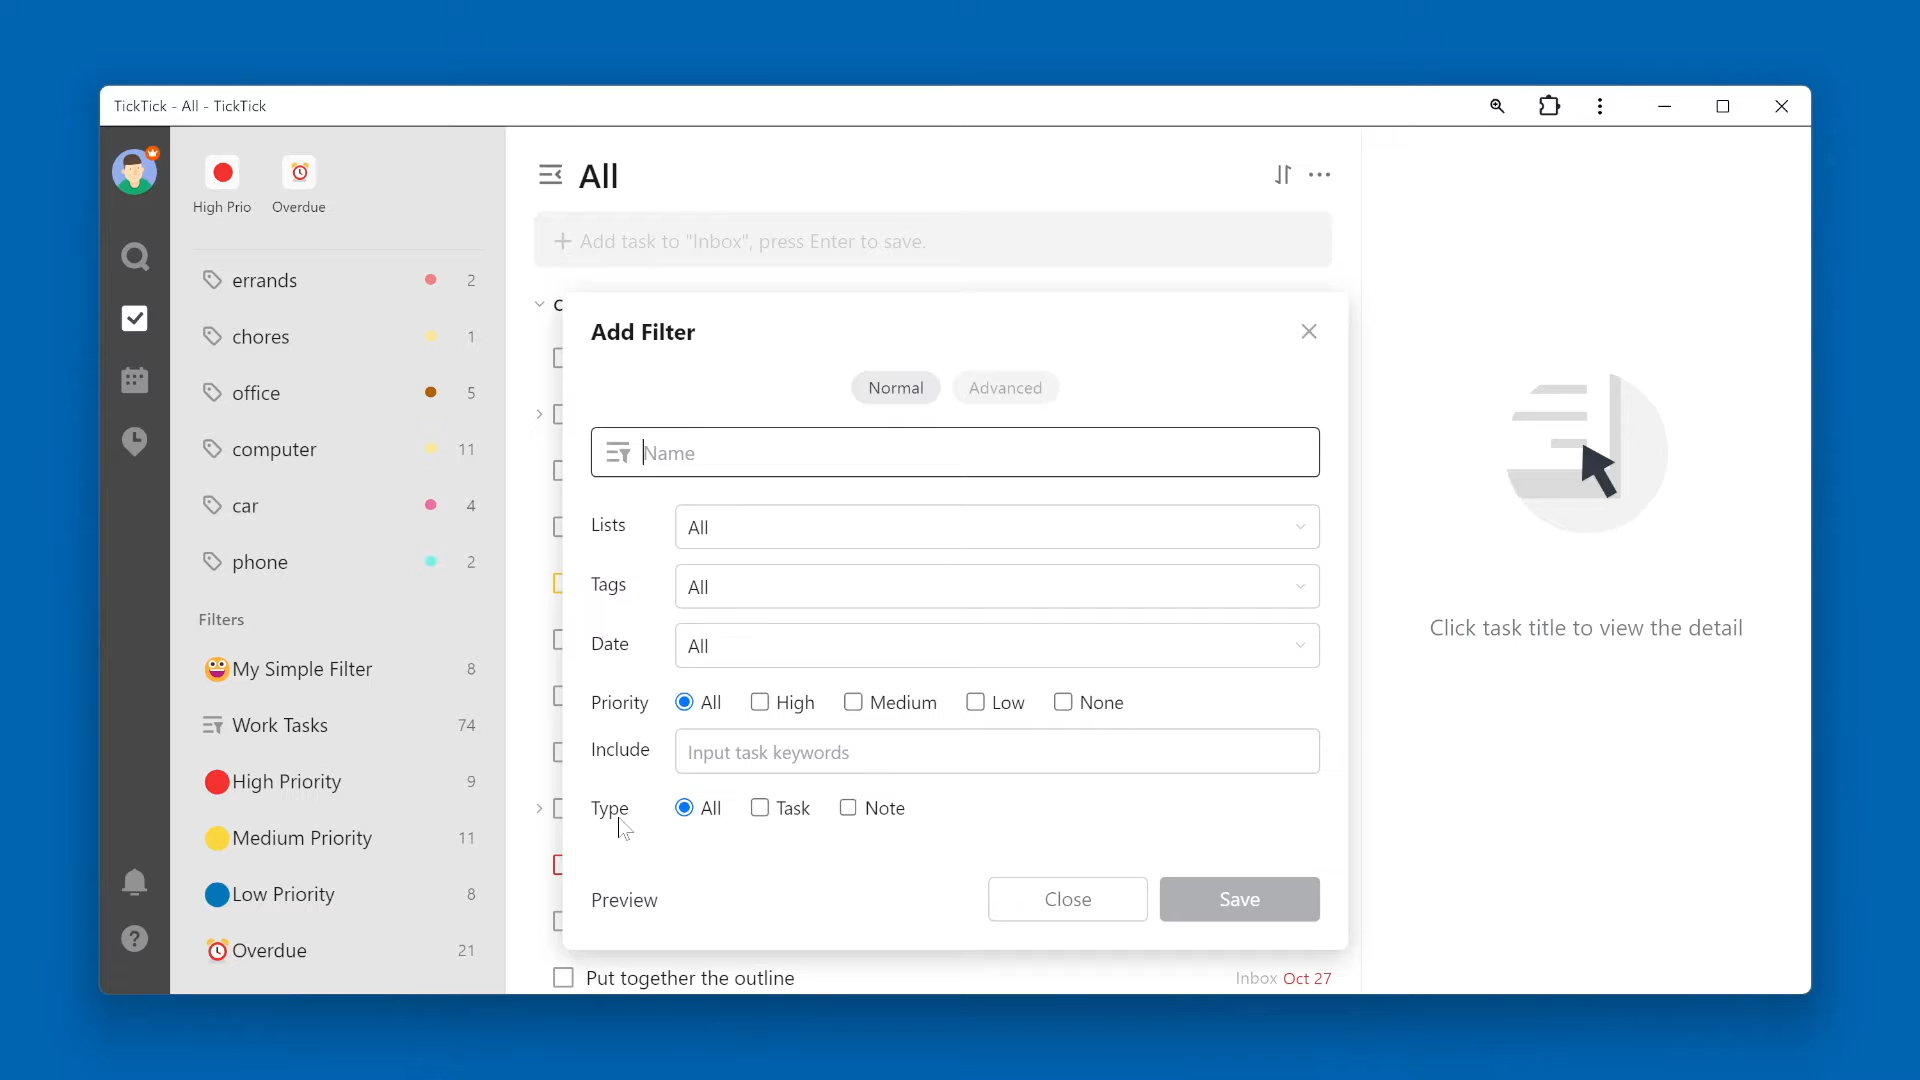 TickTick - All - TickTick
High Prio
Overdue
errands 2
chores 1
office 5
computer 11
car 4
phone 2
Filters
My Simple Filter 8
Work Tasks 74
High Priority 9
Medium Priority 11
Low Priority 8
Overdue 21
All
Add task to "Inbox", press Enter to save.
Add Filter
Normal
Advanced
Name
Lists All
Tags All
Date All
Priority All High Medium Low None
Include Input task keywords
Type All Task Note
Preview
Close
Save
Put together the outline Inbox Oct 27
Click task title to view the detail